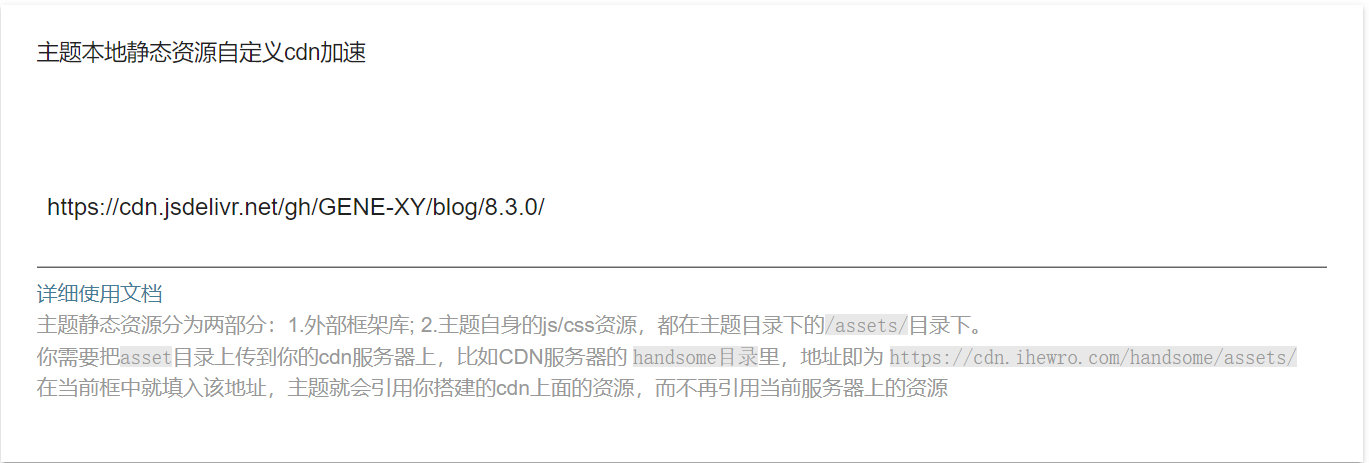 主题本地静态资源自定义cdn加速
https://cdn.jsdelivr.net/gh/GENE-XY/blog/8.3.0/
详细使用文档
主题静态资源分为两部分：1.外部框架库; 2.主题自身的js/css资源，都在主题目录下的/assets/目录下。
你需要把asset目录上传到你的cdn服务器上，比如CDN服务器的 handsome目录里，地址即为 https://cdn.ihewro.com/handsome/assets/
在当前框中就填入该地址，主题就会引用你搭建的cdn上面的资源，而不再引用当前服务器上的资源